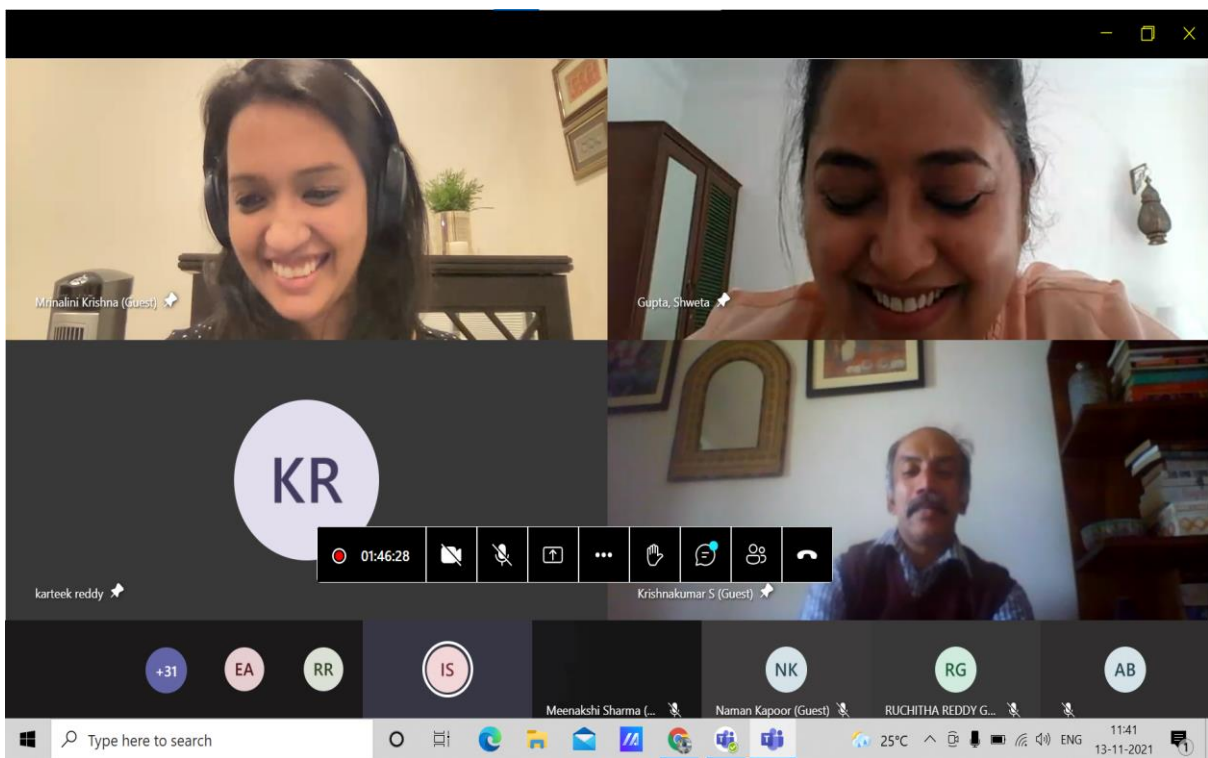 Mrinalini Krishna (Guest)
Gupta, Shweta
KR
karteek reddy
01:46:28
Krishnakumar S (Guest)
+31
EA
RR
IS
Meenakshi Sharma (...
NK
Naman Kapoor (Guest)
RG
RUCHITHA REDDY G...
AB
Type here to search
25°C
ENG
11:41
13-11-2021
1